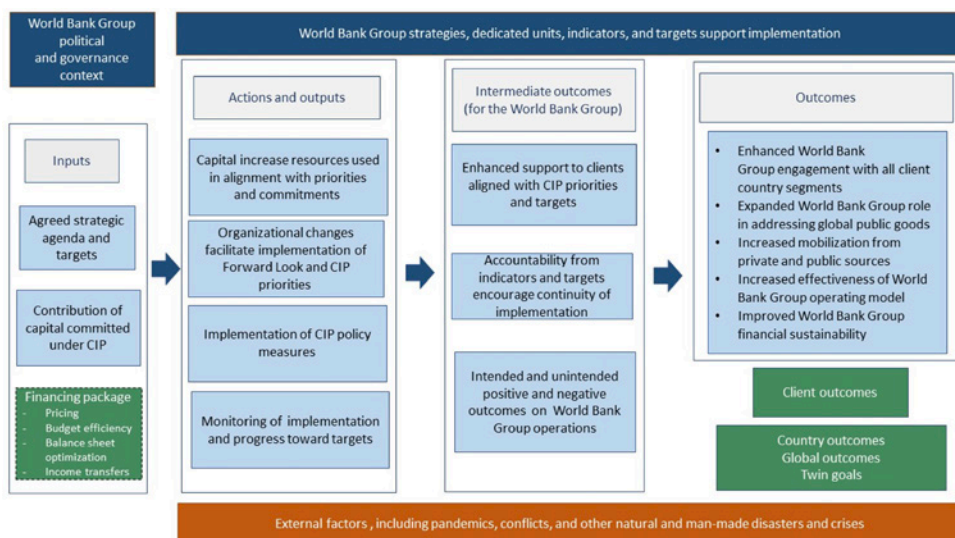 World Bank Group
political
and governance
context
World Bank Group strategies, dedicated units, indicators, and targets support implementation
Inputs
Agreed strategic
agenda and
targets
Contribution of
capital committed
under CIP
Financing package
- Pricing
- Budget efficiency
- Balance sheet
optimization
- Income transfers
Actions and outputs
Capital increase resources used
in alignment with priorities
and commitments
Organizational changes
facilitate implementation of
Forward Look and CIP
priorities
Implementation of CIP policy
measures
Monitoring of implementation
and progress toward targets
Intermediate outcomes
(for the World Bank Group)
Enhanced support to clients
aligned with CIP priorities
and targets
Accountability from
indicators and targets
encourage continuity of
implementation
Intended and unintended
positive and negative
outcomes on World Bank
Group operations
Outcomes
• Enhanced World Bank
Group engagement with all client
country segments
• Expanded World Bank Group role
in addressing global public goods
• Increased mobilization from
private and public sources
• Increased effectiveness of World
Bank Group operating model
• Improved World Bank Group
financial sustainability
Client outcomes
Country outcomes
Global outcomes
Twin goals
External factors , including pandemics, conflicts, and other natural and man-made disasters and crises